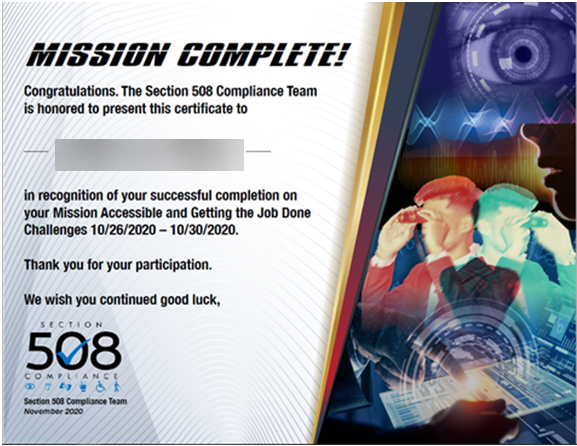 MISSION COMPLETE!
Congratulations. The Section 508 Compliance Team
is honored to present this certificate to
in recognition of your successful completion on
your Mission Accessible and Getting the Job Done
Challenges 10/26/2020 – 10/30/2020.
Thank you for your participation.
We wish you continued good luck,
SECTION
508
COMPLIANCE
Section 508 Compliance Team
November 2020